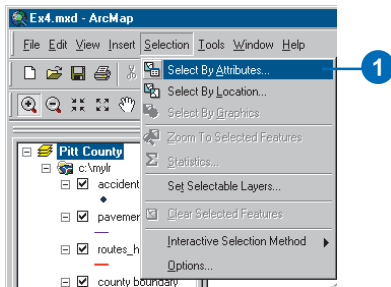 Ex4.mxd - ArcMap
File Edit View Insert Selection Tools Window Help
Select By Attributes...
1
Select By Location...
Select By Graphics
Zoom To Selected Features
Statistics...
Set Selectable Layers...
Clear Selected Features
Interactive Selection Method
Options...
Pitt County
c:\mylr
accident
pavemer
routes_h
county boundary